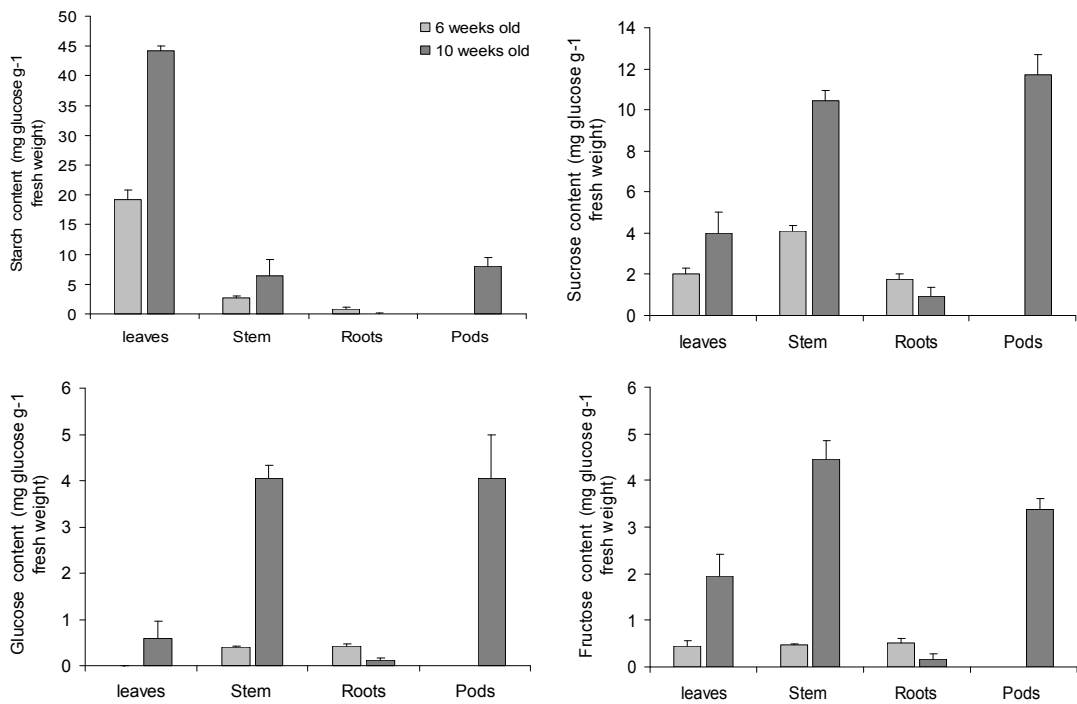 Starch content (mg glucose g-1
fresh weight)
50
45
40
35
30
25
20
15
10
5
0
6 weeks old
10 weeks old
leaves Stem Roots Pods
Sucrose content (mg glucose g-1
fresh weight)
14
12
10
8
6
4
2
0
leaves Stem Roots Pods
Glucose content (mg glucose g-1
fresh weight)
6
5
4
3
2
1
0
leaves Stem Roots Pods
Fructose content (mg glucose g-1
fresh weight)
6
5
4
3
2
1
0
leaves Stem Roots Pods